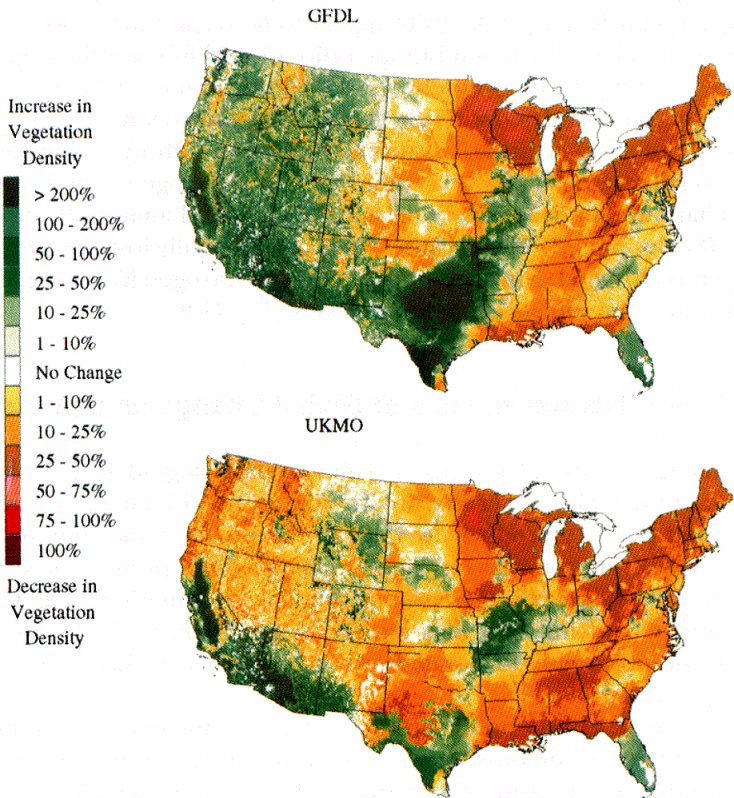 GFDL
Increase in
Vegetation
Density
> 200%
100 - 200%
50 - 100%
25 - 50%
10 - 25%
1 - 10%
No Change
1 - 10%
10 - 25%
25 - 50%
50 - 75%
75 - 100%
100%
Decrease in
Vegetation
Density
UKMO